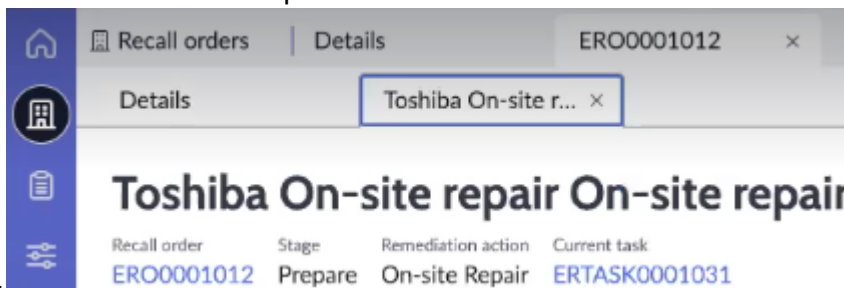 Recall orders Details ERO0001012
Details Toshiba On-site r...
Toshiba On-site repair On-site repair
Recall order Stage Remediation action Current task
ERO0001012 Prepare On-site Repair ERTASK0001031